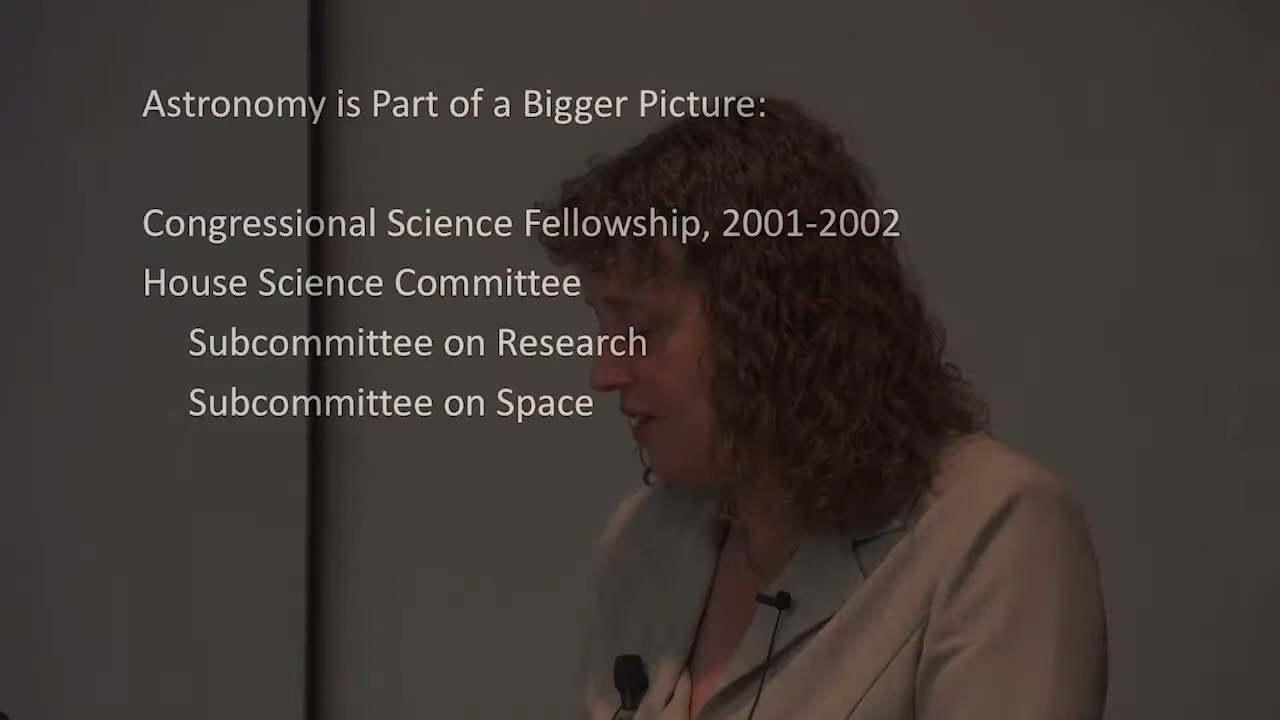 Astronomy is Part of a Bigger Picture:
Congressional Science Fellowship, 2001-2002
House Science Committee
Subcommittee on Research
Subcommittee on Space